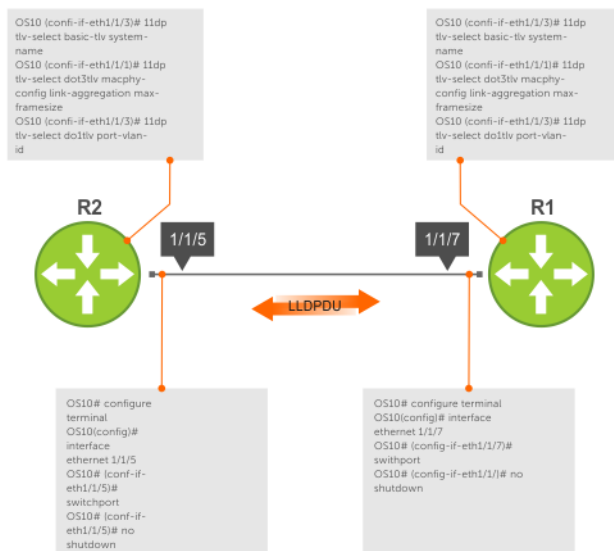 OS10 (confi-if-eth1/1/3)# 11dp
tlv-select basic-tlv system-
name
OS10 (confi-if-eth1/1/1)# 11dp
tlv-select dot3tlv macphy-
config link-aggregation max-
framesize
OS10 (confi-if-eth1/1/3)# 11dp
tlv-select do1tlv port-vlan-
id
OS10 (confi-if-eth1/1/3)# 11dp
tlv-select basic-tlv system-
name
OS10 (confi-if-eth1/1/1)# 11dp
tlv-select dot3tlv macphy-
config link-aggregation max-
framesize
OS10 (confi-if-eth1/1/3)# 11dp
tlv-select do1tlv port-vlan-
id
R2
R1
1/1/5
1/1/7
LLDPDU
OS10# configure
terminal
OS10(config)#
interface
ethernet 1/1/5
OS10# (conf-if-
eth1/1/5)#
switchport
OS10# (conf-if-
eth1/1/5)# no
shutdown
OS10# configure terminal
OS10(config)# interface
ethernet 1/1/7
OS10# (config-if-eth1/1/7)#
swithport
OS10# (config-if-eth1/1/)# no
shutdown